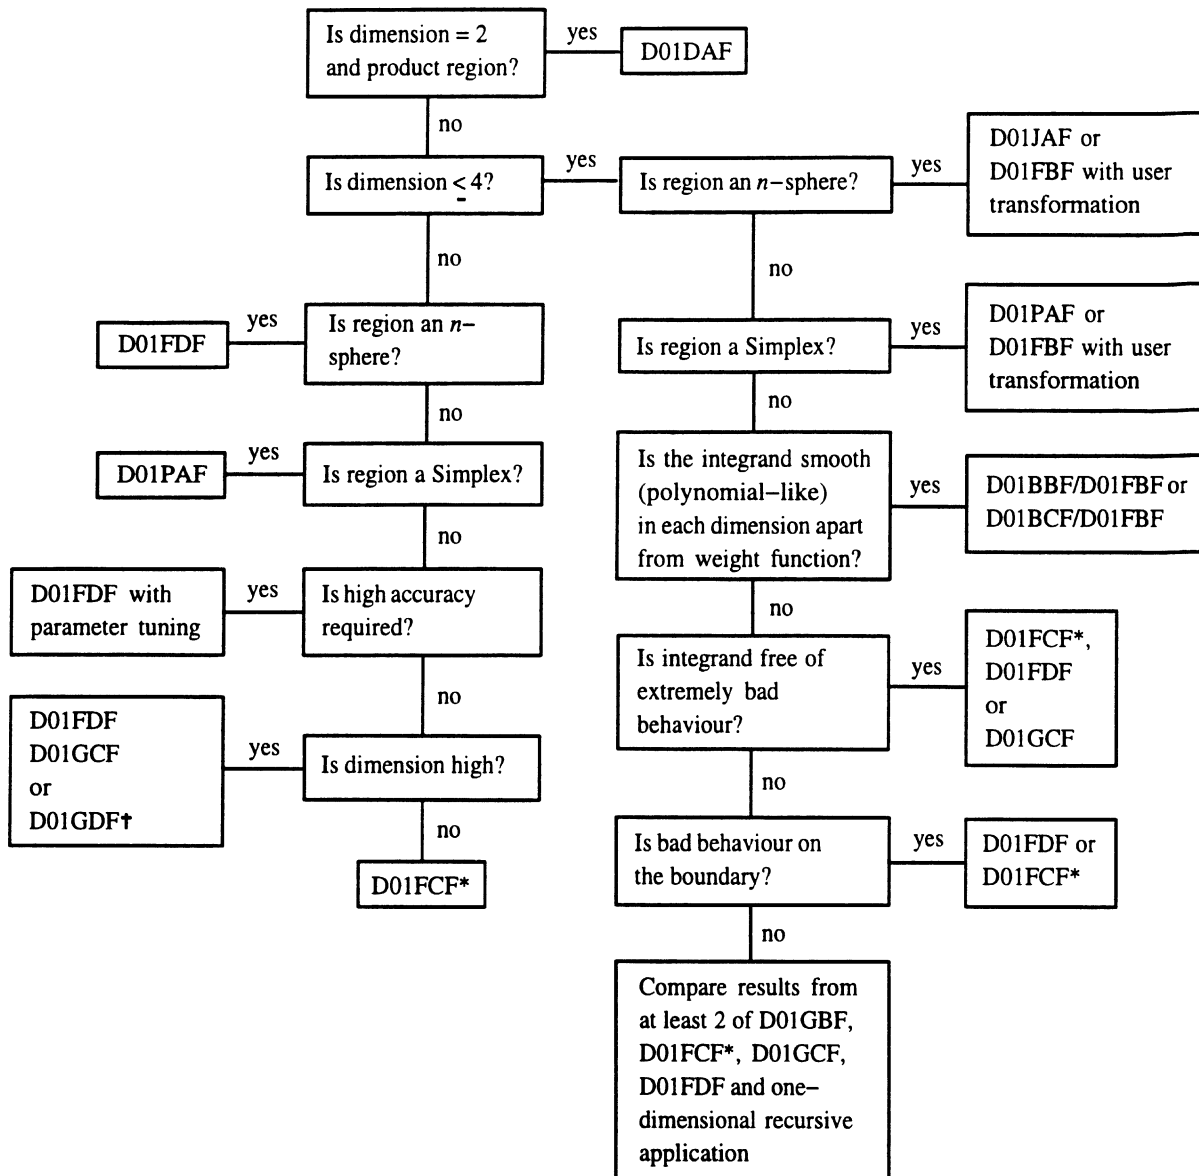 Is dimension = 2
and product region?
yes
D01DAF
no
Is dimension ≤ 4?
yes
Is region an n–sphere?
yes
D01JAF or
D01FBF with user
transformation
no
no
D01FDF
yes
Is region an n–
sphere?
Is region a Simplex?
yes
D01PAF or
D01FBF with user
transformation
no
no
D01PAF
yes
Is region a Simplex?
Is the integrand smooth
(polynomial–like)
in each dimension apart
from weight function?
yes
D01BBF/D01FBF or
D01BCF/D01FBF
no
no
D01FDF with
parameter tuning
yes
Is high accuracy
required?
Is integrand free of
extremely bad
behaviour?
yes
D01FCF*,
D01FDF
or
D01GCF
no
no
D01FDF
D01GCF
or
D01GDF†
yes
Is dimension high?
no
D01FCF*
Is bad behaviour on
the boundary?
yes
D01FDF or
D01FCF*
no
Compare results from
at least 2 of D01GBF,
D01FCF*, D01GCF,
D01FDF and one–
dimensional recursive
application